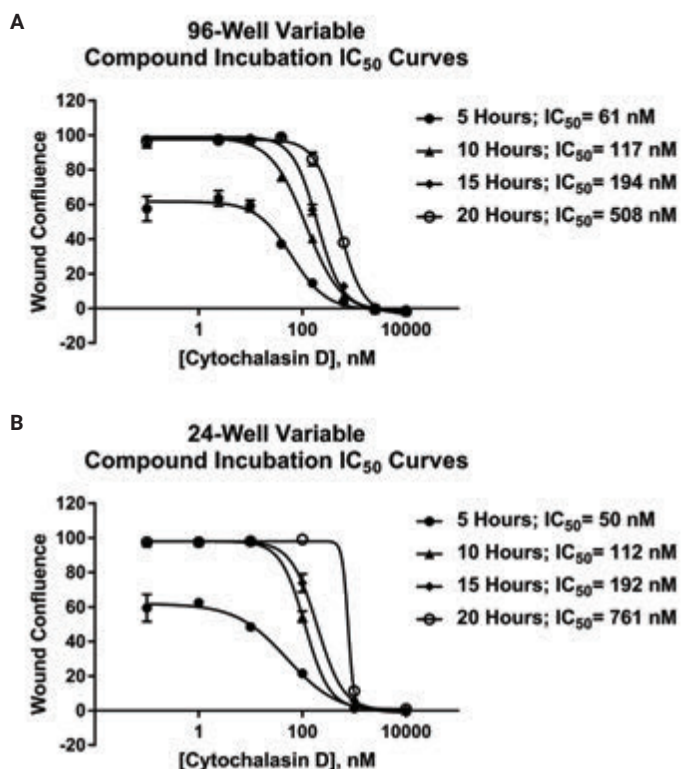 A
96-Well Variable
Compound Incubation IC50 Curves
120
100
80
60
40
20
0
-20
Wound Confluence
1
100
10000
[Cytochalasin D], nM
5 Hours; IC50= 61 nM
10 Hours; IC50= 117 nM
15 Hours; IC50= 194 nM
20 Hours; IC50= 508 nM
B
24-Well Variable
Compound Incubation IC50 Curves
120
100
80
60
40
20
0
-20
Wound Confluence
1
100
10000
[Cytochalasin D], nM
5 Hours; IC50= 50 nM
10 Hours; IC50= 112 nM
15 Hours; IC50= 192 nM
20 Hours; IC50= 761 nM